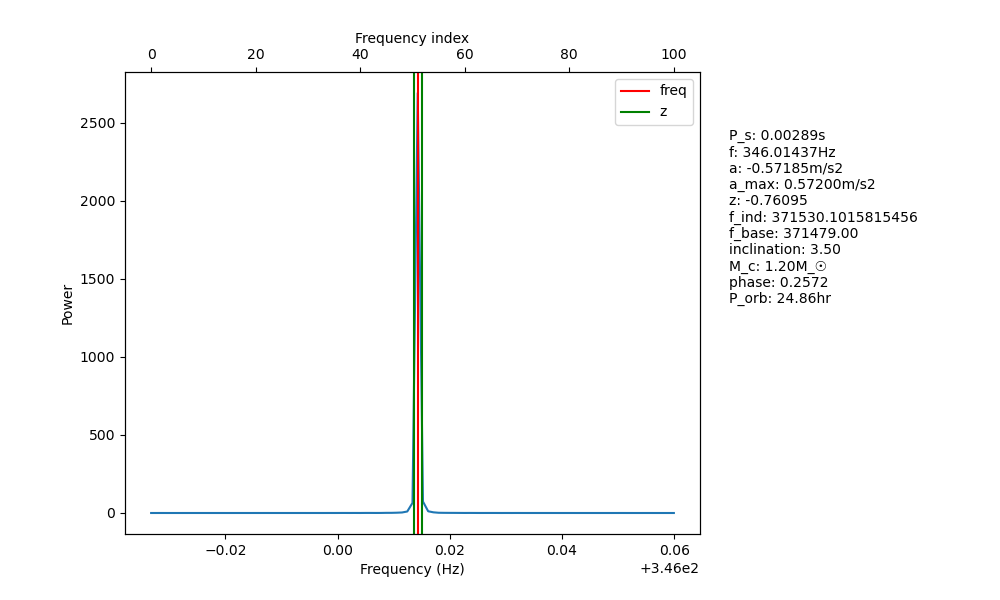 Frequency index
0 20 40 60 80 100
freq
z
2500
2000
1500
1000
500
0
Power
−0.02 0.00 0.02 0.04 0.06
+3.46e2
Frequency (Hz)
P_s: 0.00289s
f: 346.01437Hz
a: -0.57185m/s2
a_max: 0.57200m/s2
z: -0.76095
f_ind: 371530.1015815456
f_base: 371479.00
inclination: 3.50
M_c: 1.20M_☉
phase: 0.2572
P_orb: 24.86hr